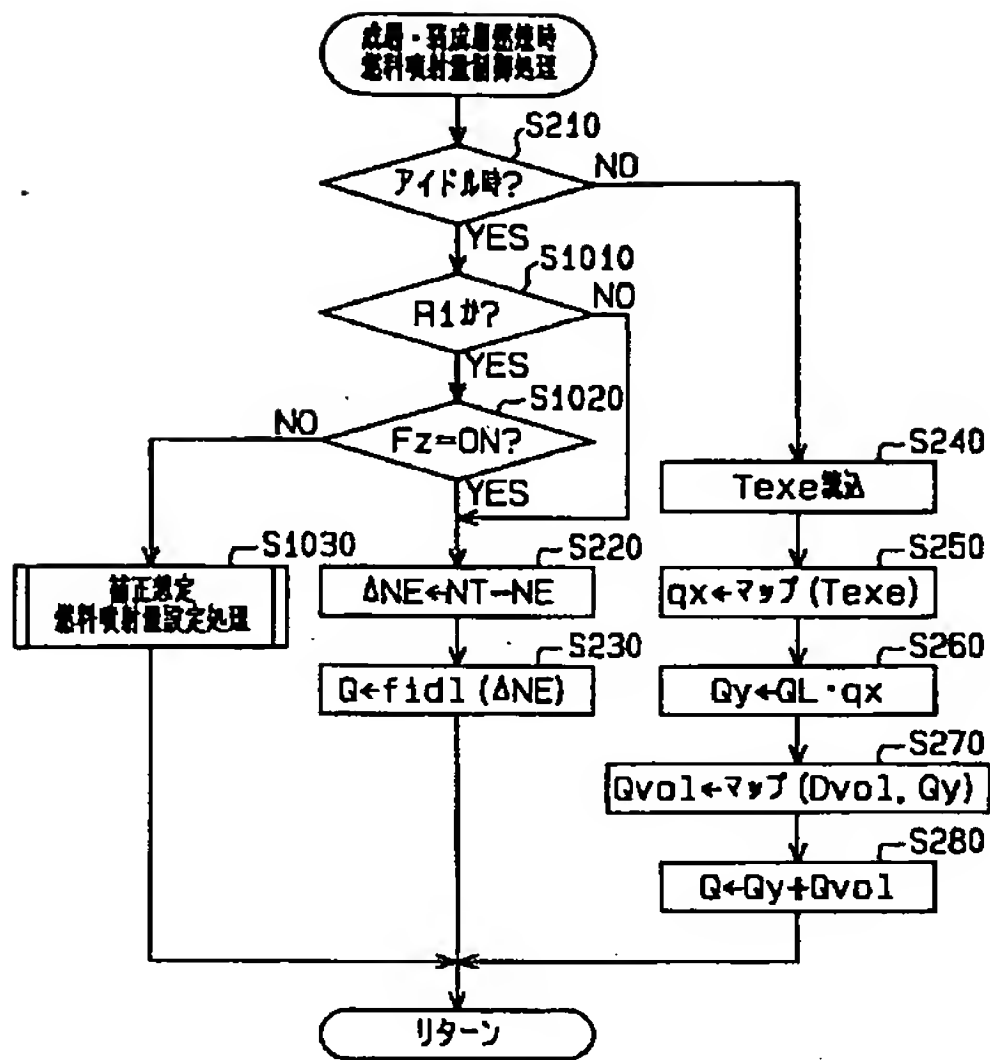 成層・弱成層燃焼時
燃料噴射量制御処理
S210
アイドル時?
NO
YES
S1010
R1か?
NO
YES
S1020
Fz=ON?
NO
YES
S240
Texe読込
S1030
補正想定
燃料噴射量設定処理
S220
ΔNE←NT−NE
S250
qx←マップ(Texe)
S230
Q←fidl(ΔNE)
S260
Qy←QL・qx
S270
Qvol←マップ(Dvol, Qy)
S280
Q←Qy+Qvol
リターン